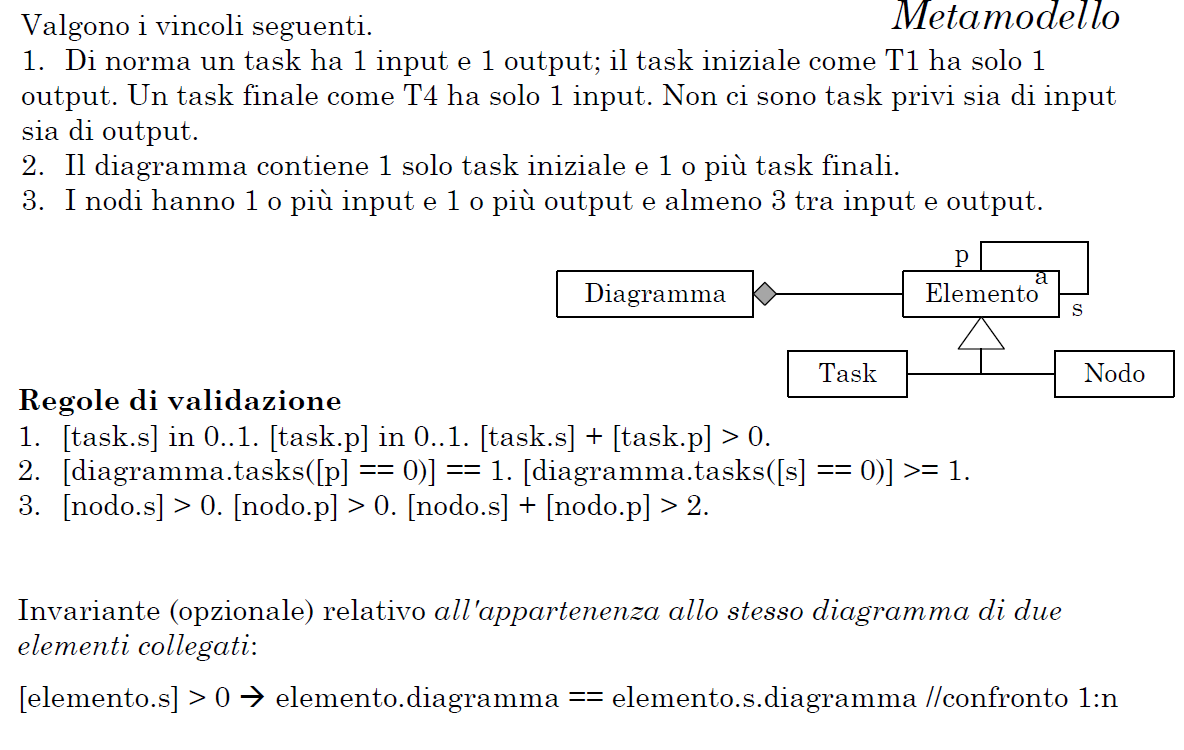 Metamodello
Valgono i vincoli seguenti.
1. Di norma un task ha 1 input e 1 output; il task iniziale come T1 ha solo 1
output. Un task finale come T4 ha solo 1 input. Non ci sono task privi sia di input
sia di output.
2. Il diagramma contiene 1 solo task iniziale e 1 o più task finali.
3. I nodi hanno 1 o più input e 1 o più output e almeno 3 tra input e output.
p
a
Diagramma
Elemento
s
Task
Nodo
Regole di validazione
1. [task.s] in 0..1. [task.p] in 0..1. [task.s] + [task.p] > 0.
2. [diagramma.tasks([p] == 0)] == 1. [diagramma.tasks([s] == 0)] >= 1.
3. [nodo.s] > 0. [nodo.p] > 0. [nodo.s] + [nodo.p] > 2.
Invariante (opzionale) relativo all'appartenenza allo stesso diagramma di due
elementi collegati:
[elemento.s] > 0 → elemento.diagramma == elemento.s.diagramma //confronto 1:n